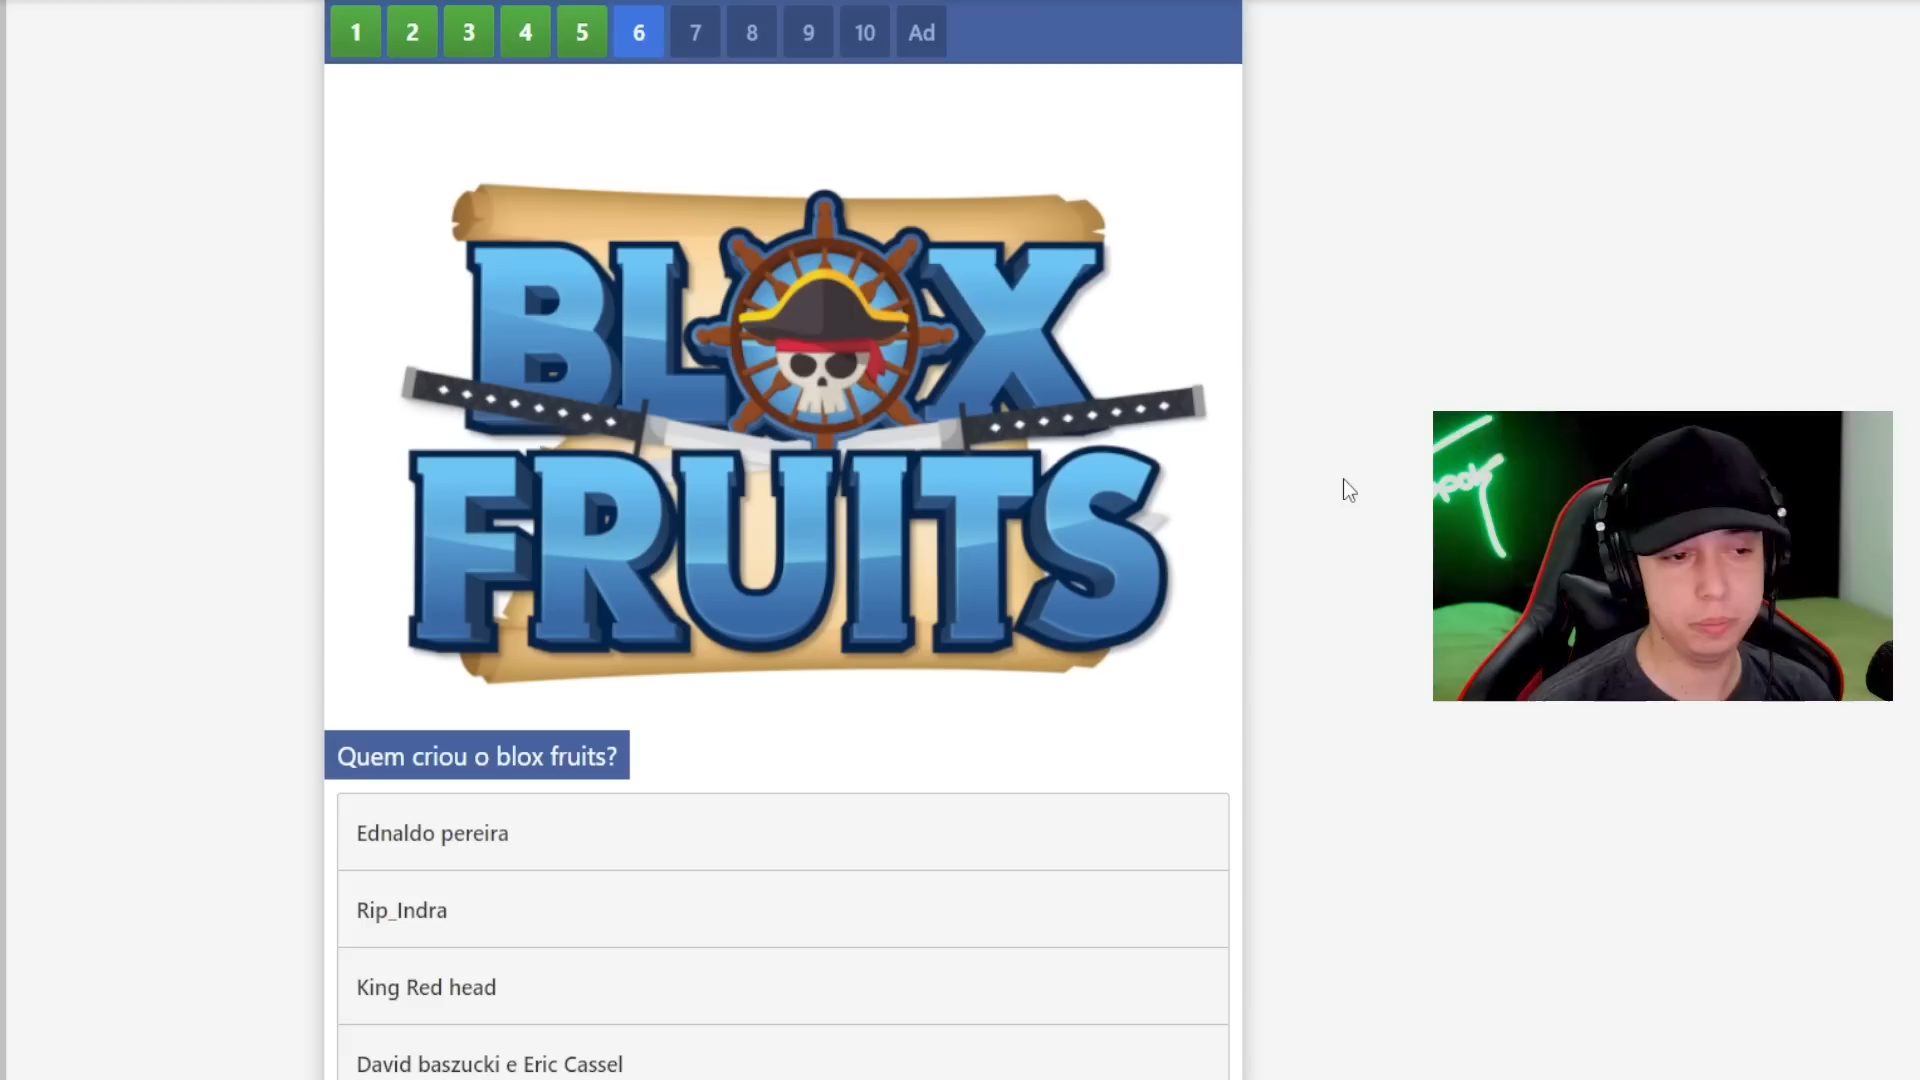 1 2 3 4 5 6 7 8 9 10 Ad
BLOX
FRUITS
Quem criou o blox fruits?
Ednaldo pereira
Rip_Indra
King Red head
David baszucki e Eric Cassel